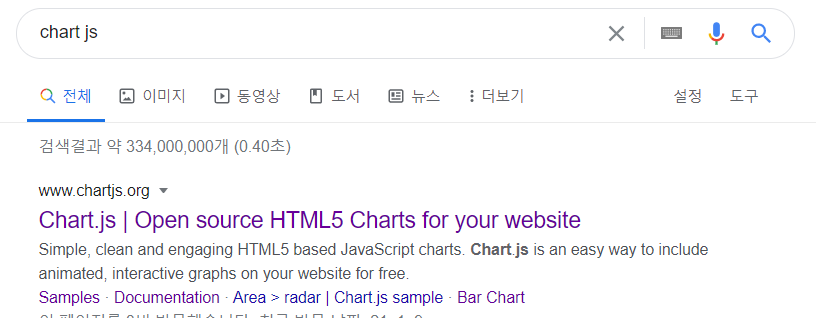 chart js
전체 이미지 동영상 도서 뉴스 더보기 설정 도구
검색결과 약 334,000,000개 (0.40초)
www.chartjs.org
Chart.js | Open source HTML5 Charts for your website
Simple, clean and engaging HTML5 based JavaScript charts. Chart.js is an easy way to include
animated, interactive graphs on your website for free.
Samples · Documentation · Area > radar | Chart.js sample · Bar Chart